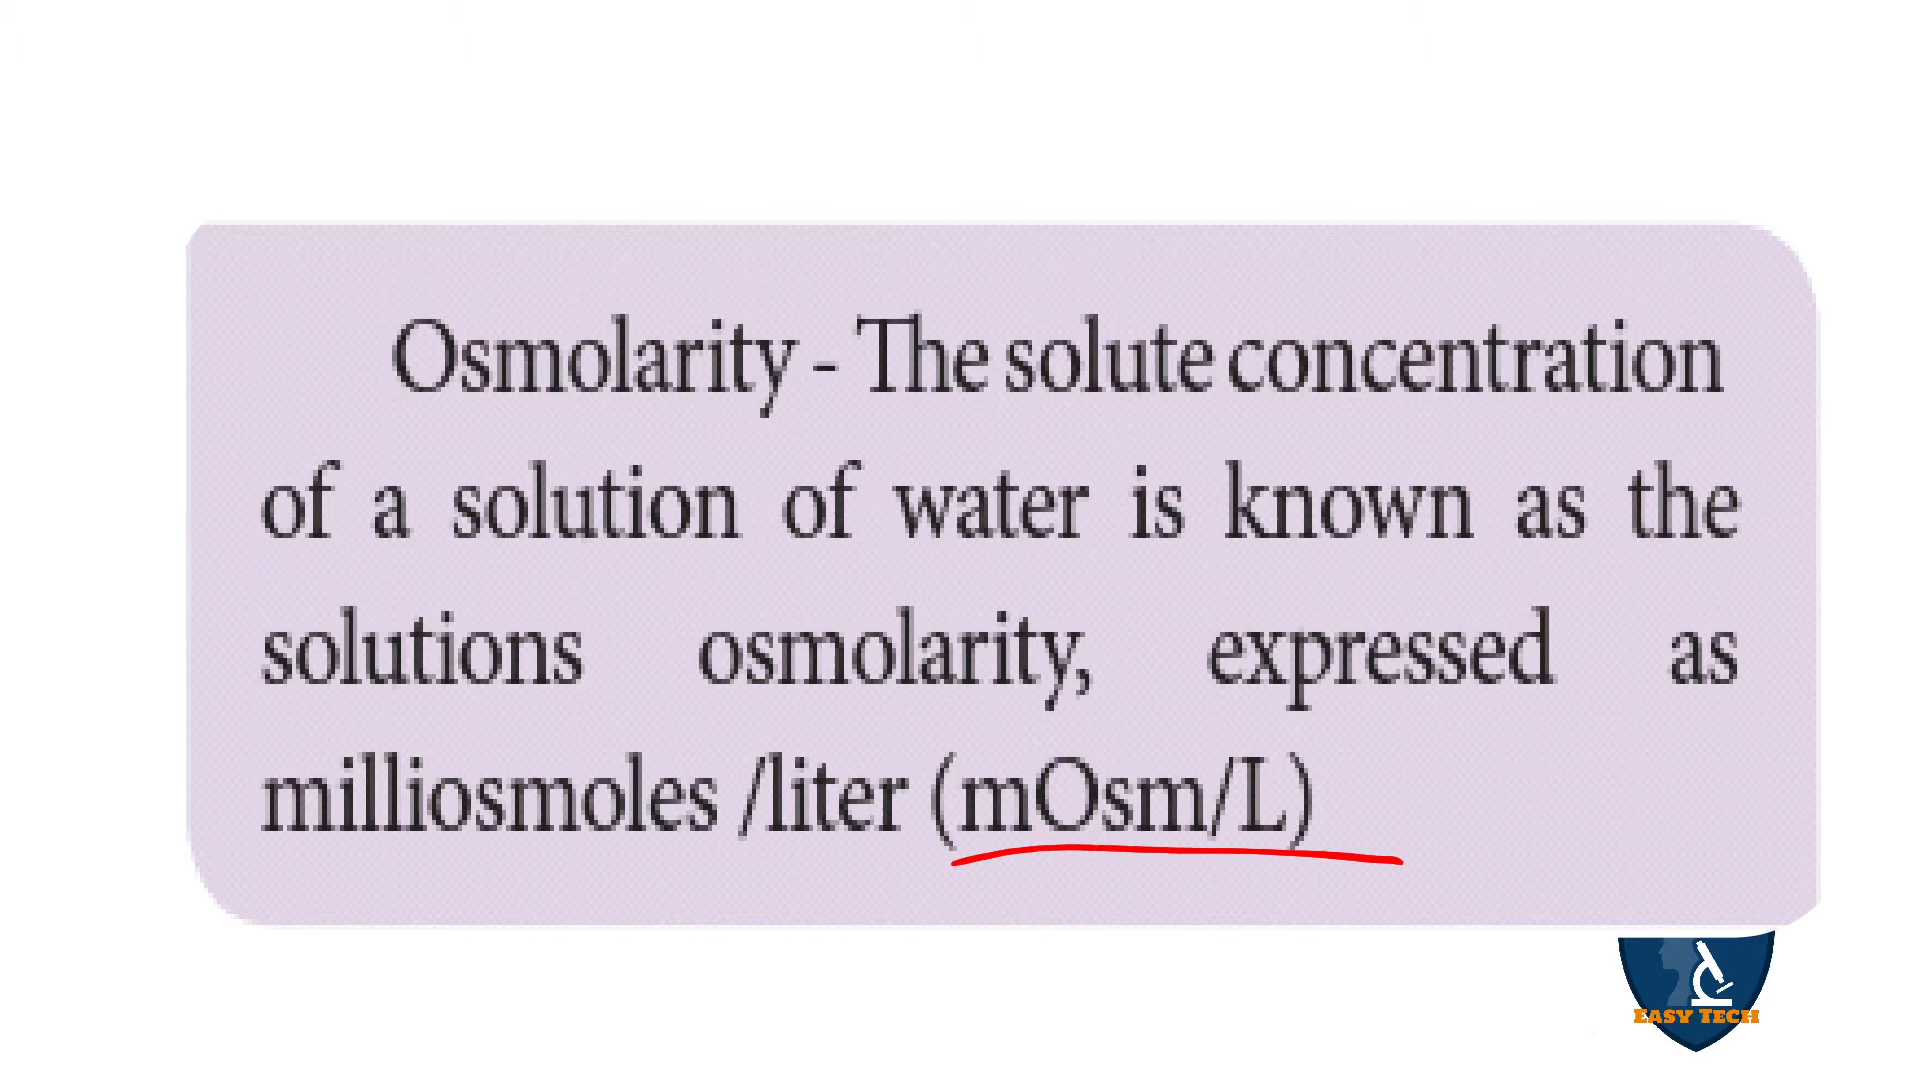 Osmolarity - The solute concentration
of a solution of water is known as the
solutions osmolarity, expressed as
milliosmoles /liter (mOsm/L)
EASY TECH